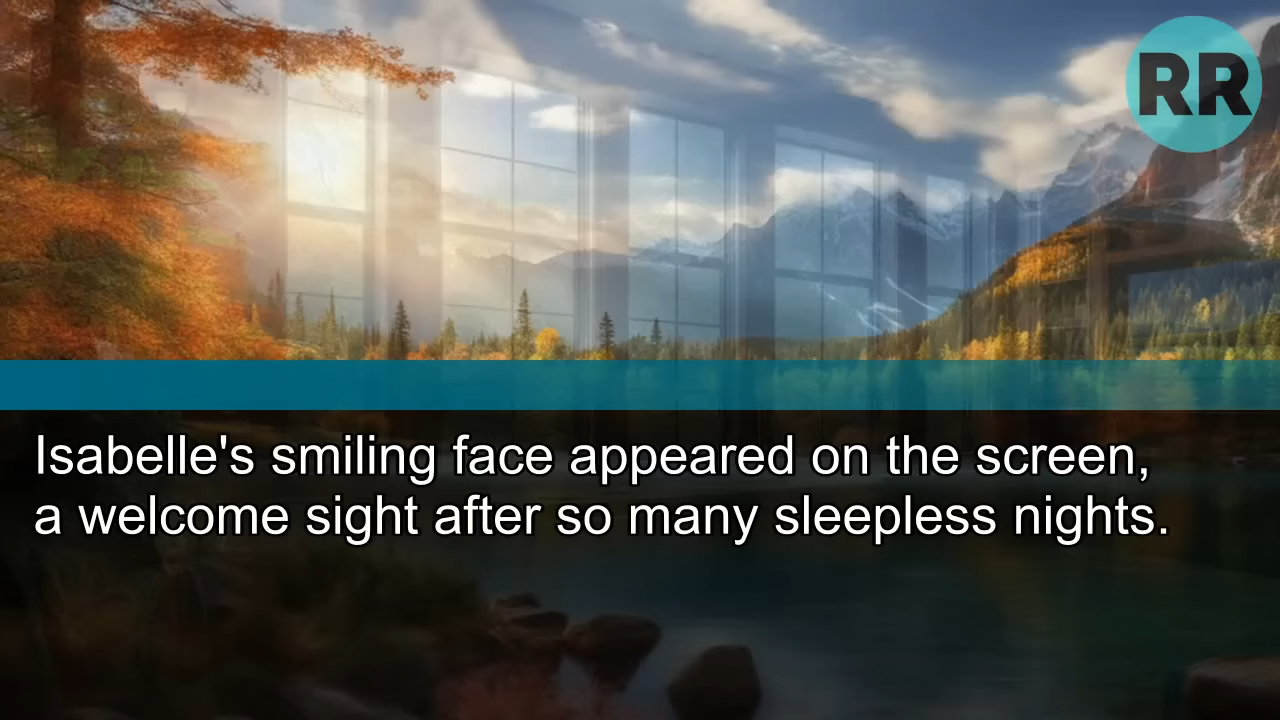 RR
Isabelle's smiling face appeared on the screen,
a welcome sight after so many sleepless nights.